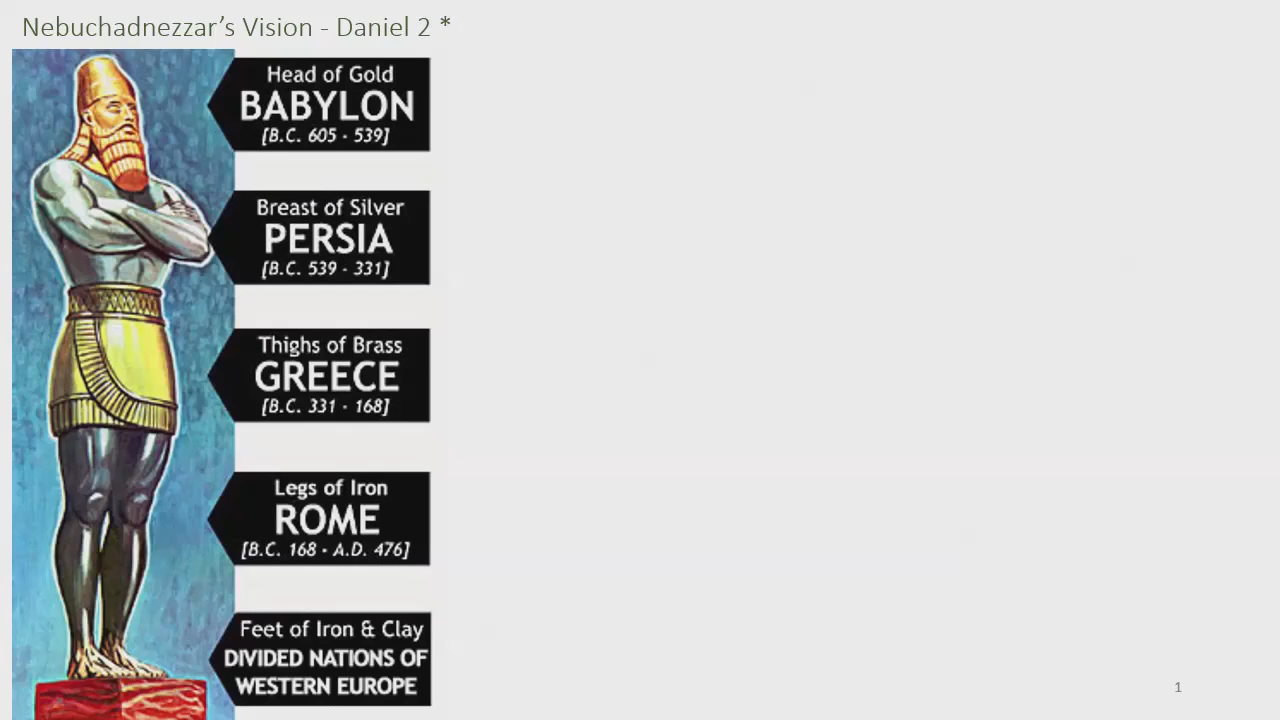 Nebuchadnezzar’s Vision - Daniel 2 *
Head of Gold
BABYLON
[B.C. 605 - 539]
Breast of Silver
PERSIA
[B.C. 539 - 331]
Thighs of Brass
GREECE
[B.C. 331 - 168]
Legs of Iron
ROME
[B.C. 168 - A.D. 476]
Feet of Iron & Clay
DIVIDED NATIONS OF
WESTERN EUROPE
1